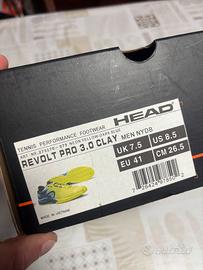 TENNIS PERFORMANCE FOOTWEAR
HEAD
REVOLT PRO 3.0 CLAY MEN NYDB
UK 7.5
US 8.5
EU 41
CM 26.5
MADE IN VIETNAM
subito